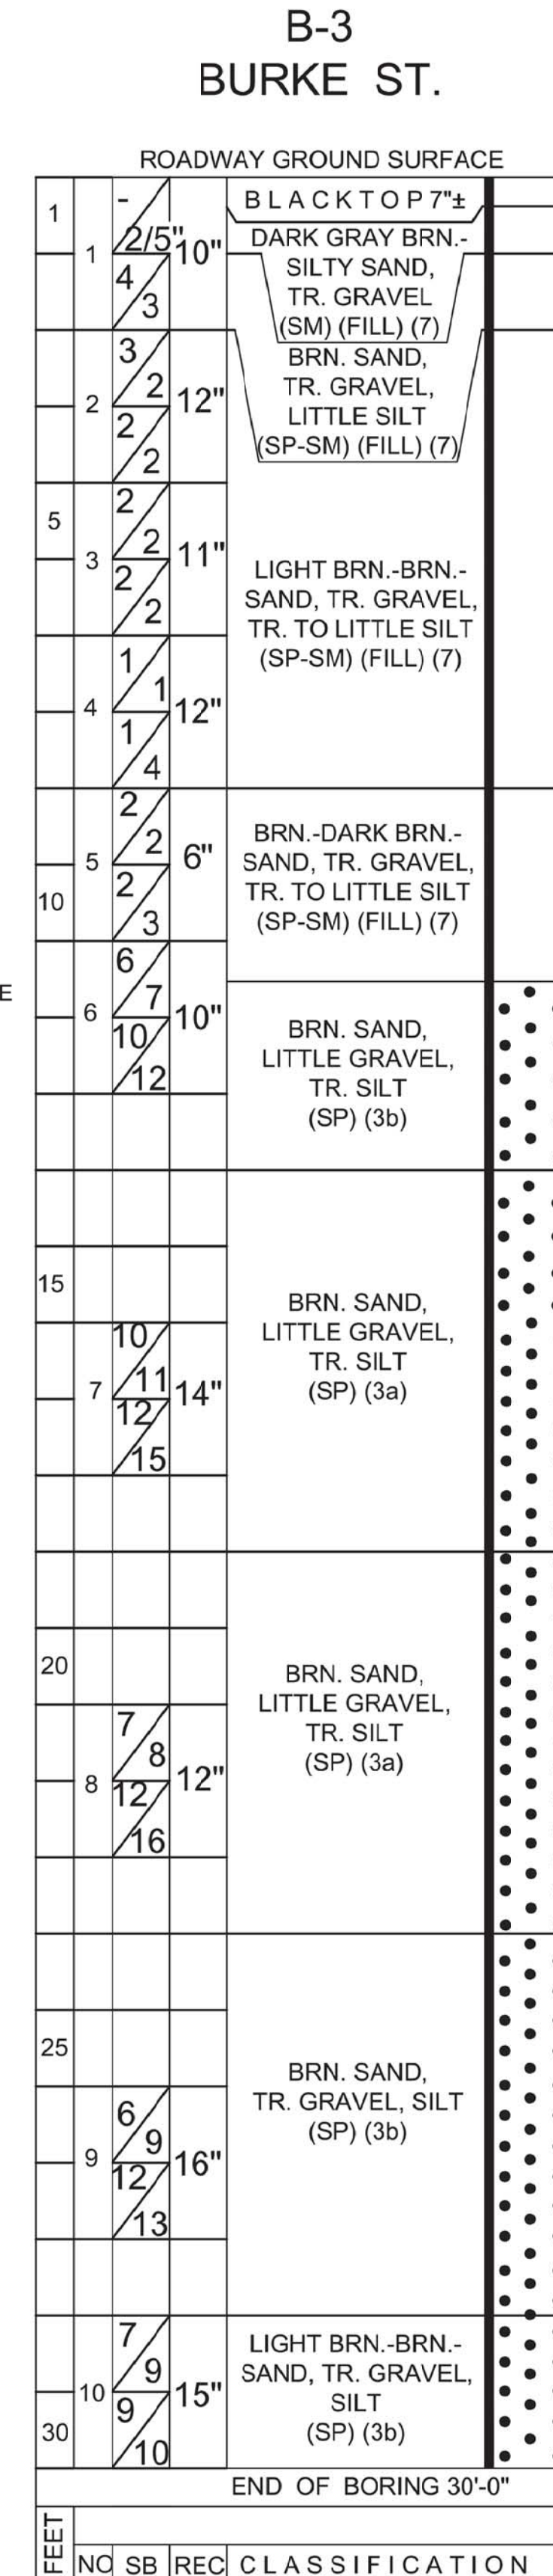 B-3
BURKE ST.
ROADWAY GROUND SURFACE
1
1
-
2/5"
4
3
10"
BLACKTOP 7"±
DARK GRAY BRN.-
SILTY SAND,
TR. GRAVEL
(SM) (FILL) (7)
2
3
2
2
2
12"
BRN. SAND,
TR. GRAVEL,
LITTLE SILT
(SP-SM) (FILL) (7)
5
3
2
2
2
2
11"
LIGHT BRN.-BRN.-
SAND, TR. GRAVEL,
TR. TO LITTLE SILT
(SP-SM) (FILL) (7)
4
1
1
1
4
12"
5
2
2
2
3
6"
BRN.-DARK BRN.-
SAND, TR. GRAVEL,
TR. TO LITTLE SILT
(SP-SM) (FILL) (7)
10
E
6
6
7
10
12
10"
BRN. SAND,
LITTLE GRAVEL,
TR. SILT
(SP) (3b)
15
7
10
11
12
15
14"
BRN. SAND,
LITTLE GRAVEL,
TR. SILT
(SP) (3a)
20
8
7
8
12
16
12"
BRN. SAND,
LITTLE GRAVEL,
TR. SILT
(SP) (3a)
25
9
6
9
12
13
16"
BRN. SAND,
TR. GRAVEL, SILT
(SP) (3b)
10
7
9
9
10
15"
LIGHT BRN.-BRN.-
SAND, TR. GRAVEL,
SILT
(SP) (3b)
30
END OF BORING 30'-0"
FEET
NO SB REC CLASSIFICATION